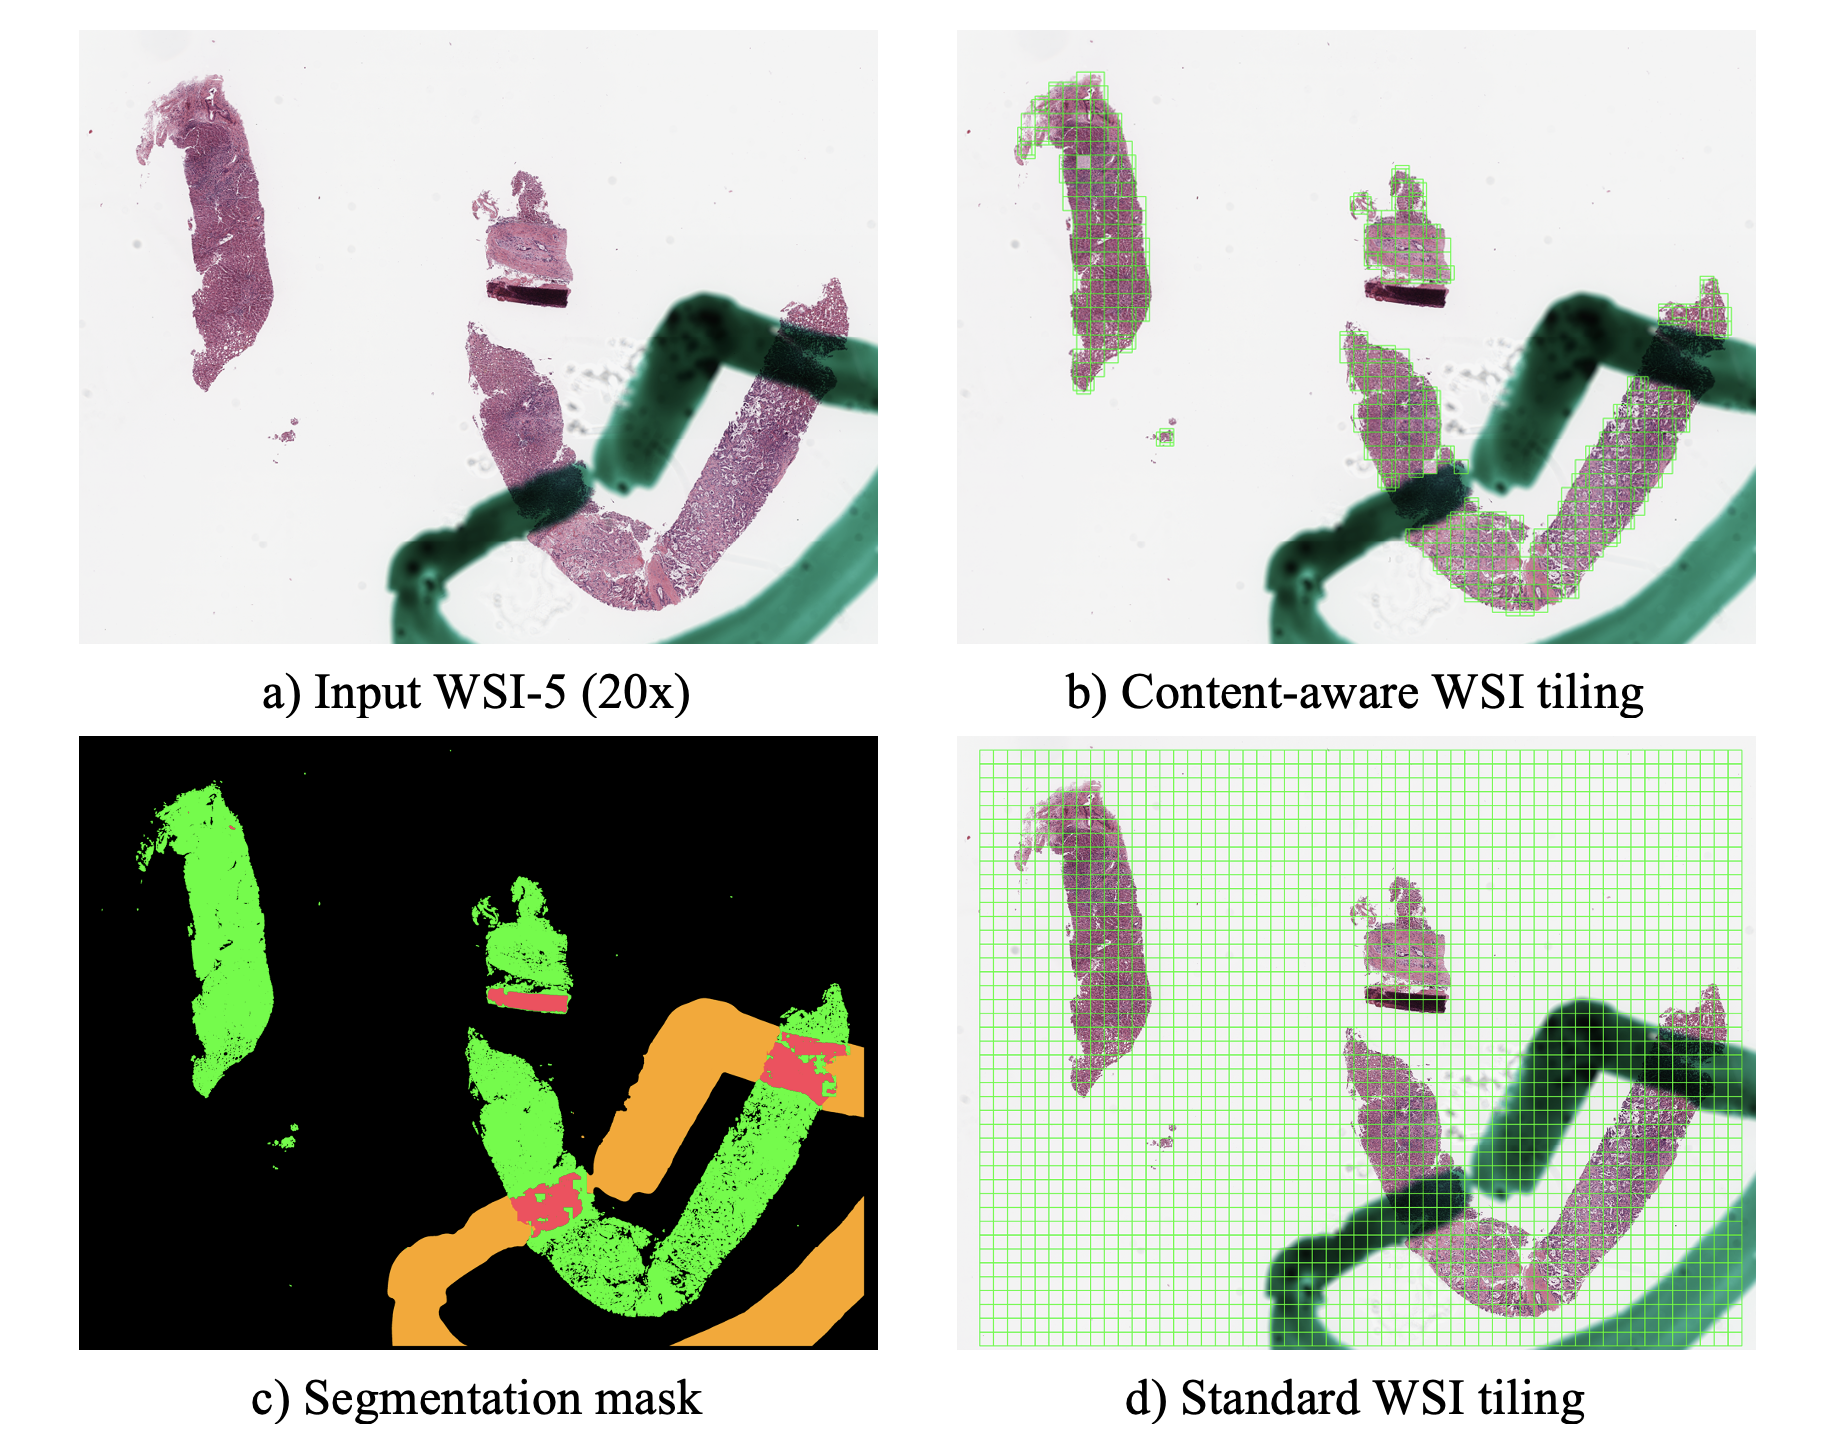 a) Input WSI-5 (20x)
b) Content-aware WSI tiling
c) Segmentation mask
d) Standard WSI tiling